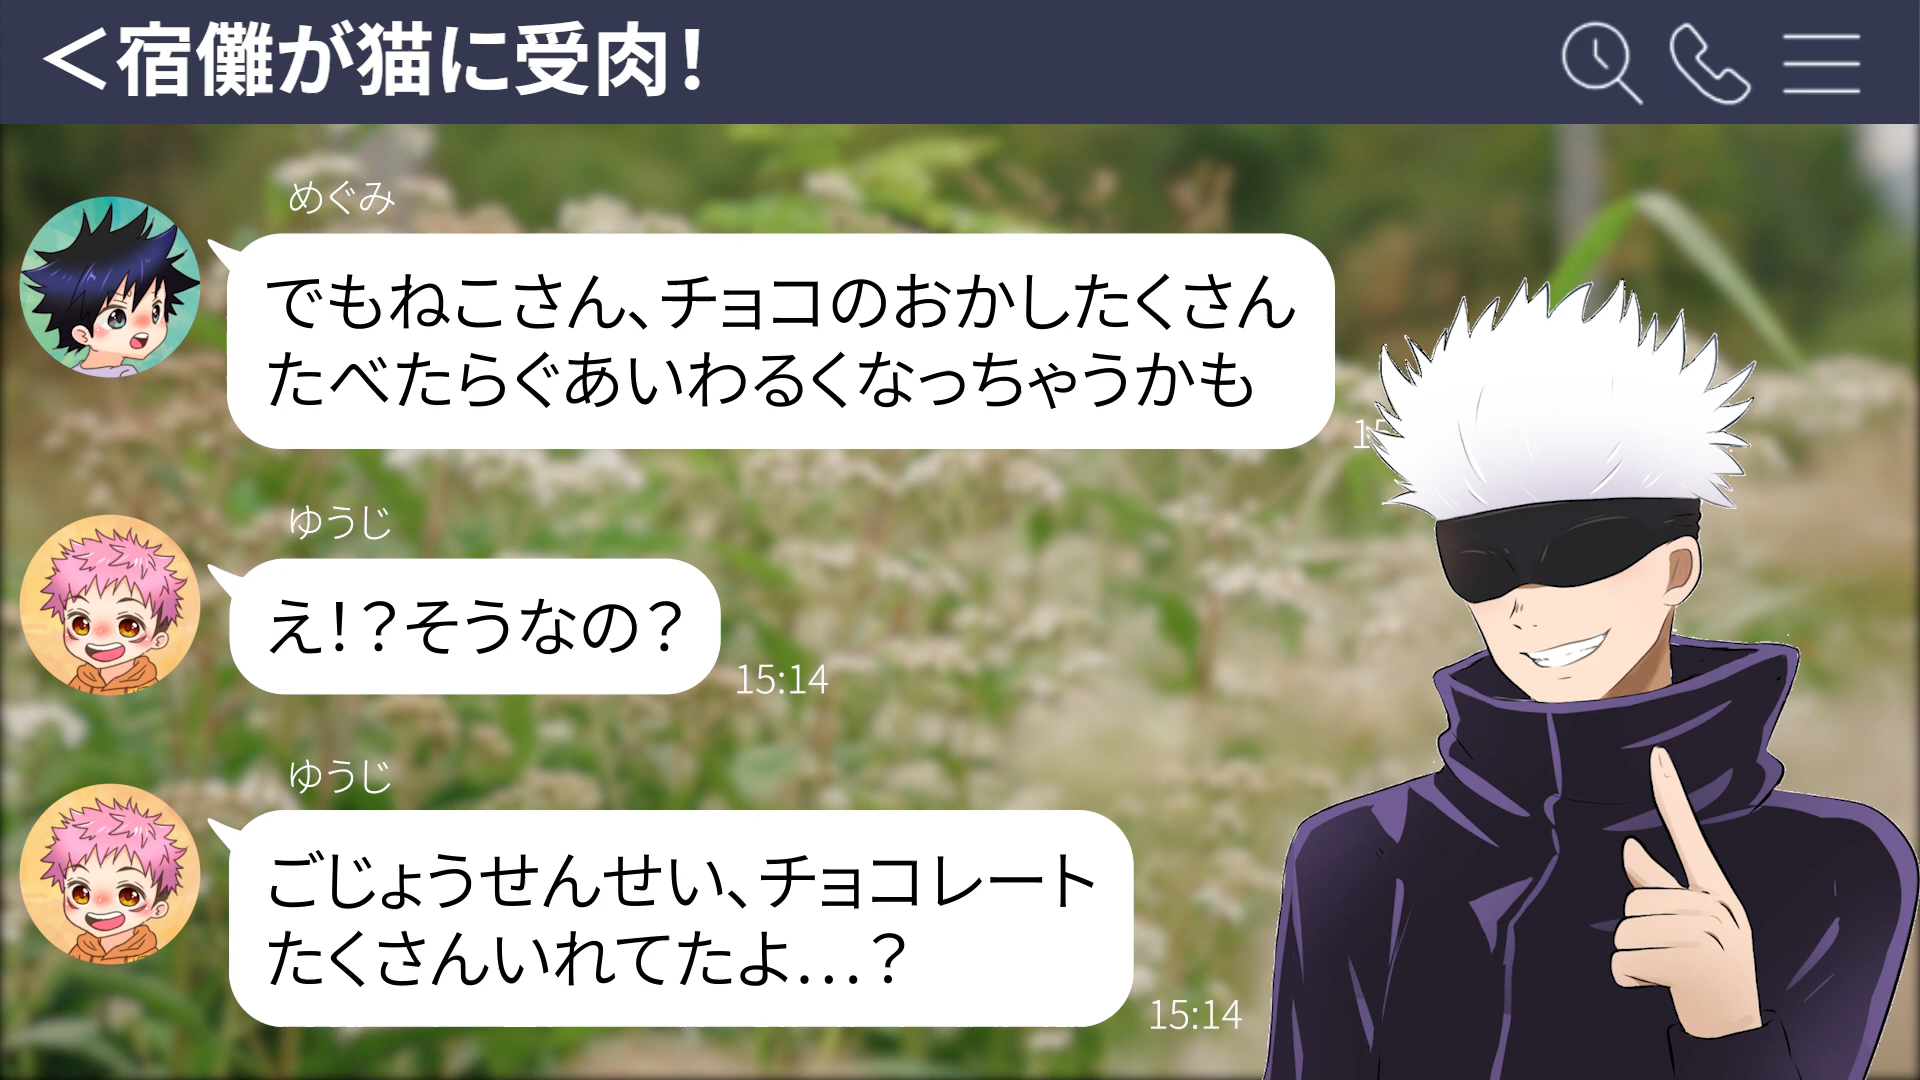 ＜宿儺が猫に受肉！
めぐみ
でもねこさん、チョコのおかしたくさん
たべたらぐあいわるくなっちゃうかも
ゆうじ
え！？そうなの？
15:14
ゆうじ
ごじょうせんせい、チョコレート
たくさんいれてたよ…？
15:14